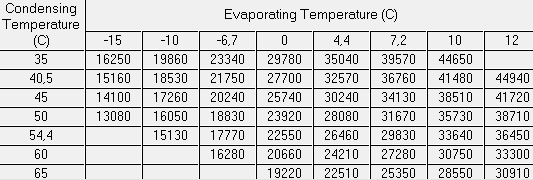 Condensing Temperature (C) Evaporating Temperature (C)
-15 -10 -6,7 0 4,4 7,2 10 12
35 16250 19860 23340 29780 35040 39570 44650
40,5 15160 18530 21750 27700 32570 36760 41480 44940
45 14100 17260 20240 25740 30240 34130 38510 41720
50 13080 16050 18830 23920 28080 31670 35730 38710
54,4 15130 17770 22550 26460 29830 33640 36450
60 16280 20660 24210 27280 30750 33300
65 19220 22510 25350 28550 30910